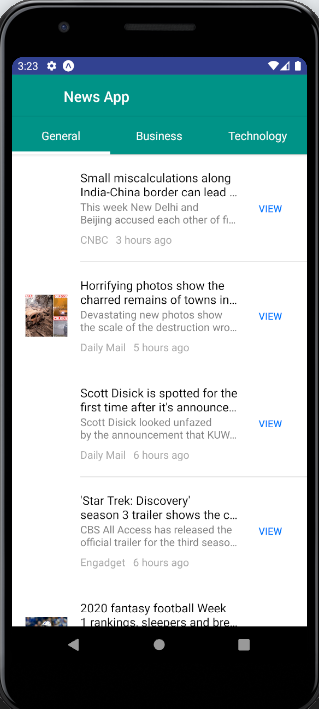 3:23
News App
General Business Technology
Small miscalculations along
India-China border can lead ...
This week New Delhi and
Beijing accused each other of fi...
VIEW
CNBC 3 hours ago
Horrifying photos show the
charred remains of towns in...
Devastating new photos show
the scale of the destruction wro...
VIEW
Daily Mail 5 hours ago
Scott Disick is spotted for the
first time after it's announce...
Scott Disick looked unfazed
by the announcement that KUW...
VIEW
Daily Mail 6 hours ago
'Star Trek: Discovery'
season 3 trailer shows the c...
CBS All Access has released the
official trailer for the third seaso...
VIEW
Engadget 6 hours ago
2020 fantasy football Week
1 rankings, sleepers and bre...